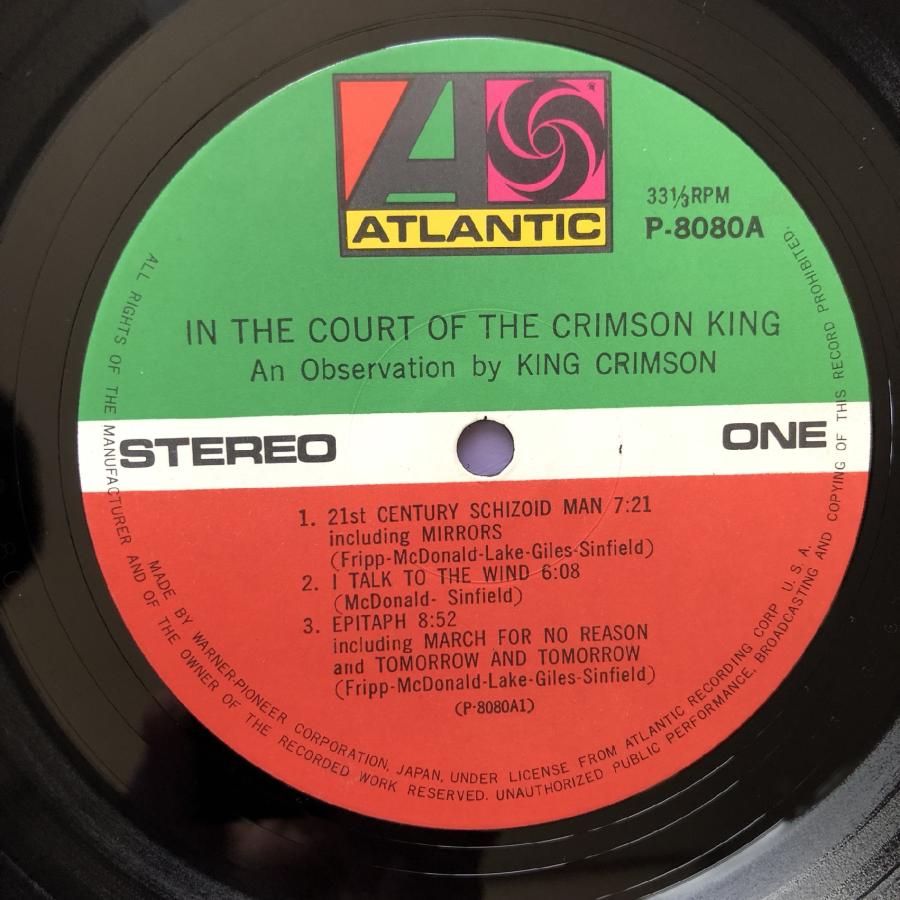 ATLANTIC
33⅓RPM
P-8080A
IN THE COURT OF THE CRIMSON KING
An Observation by KING CRIMSON
STEREO
ONE
1. 21st CENTURY SCHIZOID MAN 7:21
including MIRRORS
(Fripp-McDonald-Lake-Giles-Sinfield)
2. I TALK TO THE WIND 6:08
(McDonald- Sinfield)
3. EPITAPH 8:52
including MARCH FOR NO REASON
and TOMORROW AND TOMORROW
(Fripp-McDonald-Lake-Giles-Sinfield)
(P-8080A1)
MADE BY WARNER-PIONEER CORPORATION, JAPAN, UNDER LICENSE FROM ATLANTIC RECORDING CORP U.S.A.
ALL RIGHTS OF THE MANUFACTURER AND OF THE OWNER OF THE RECORDED WORK RESERVED. UNAUTHORIZED PUBLIC PERFORMANCE, BROADCASTING AND COPYING OF THIS RECORD PROHIBITED.